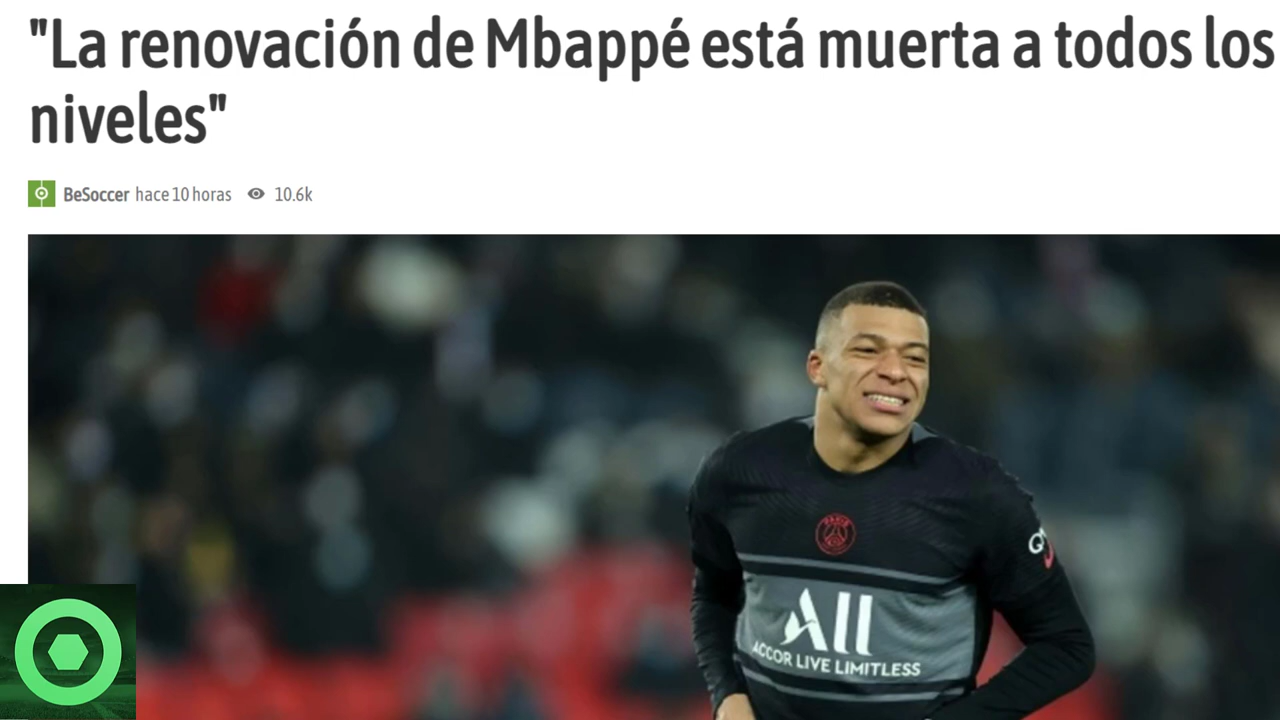 "La renovación de Mbappé está muerta a todos los
niveles"
BeSoccer hace 10 horas 10.6k
PARIS
ALL
ACCOR LIVE LIMITLESS